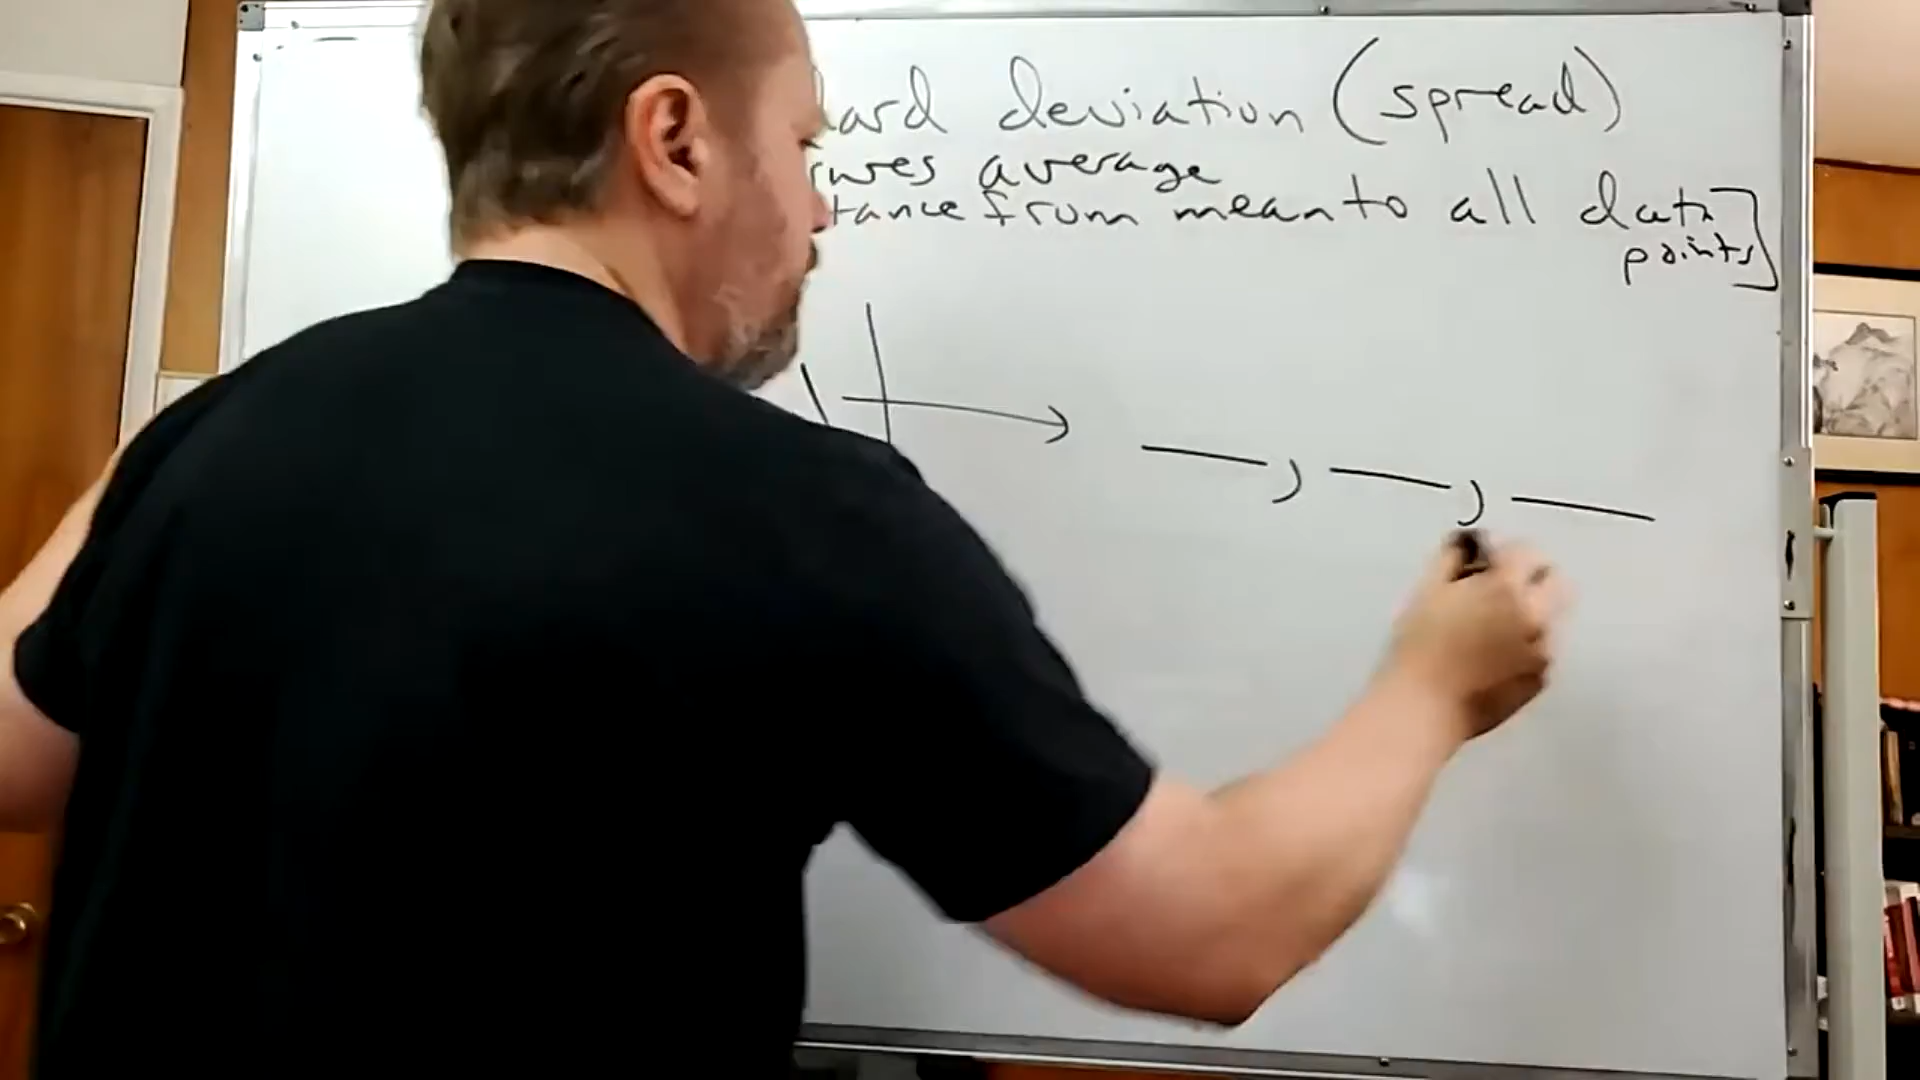 deviation (spread)
average
from mean to all data
points]